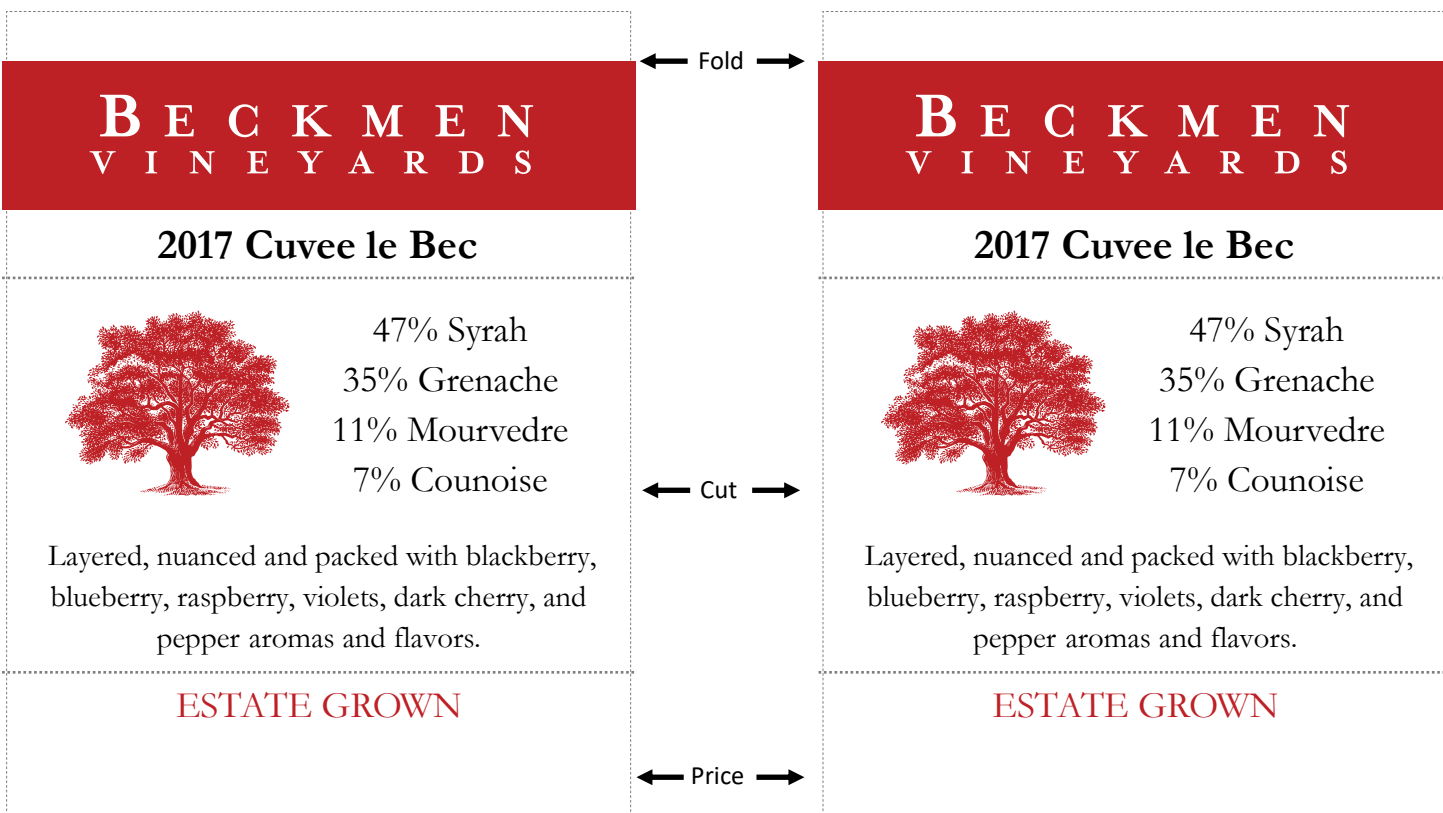 BECKMEN
VINEYARDS
2017 Cuvee le Bec
47% Syrah
35% Grenache
11% Mourvedre
7% Counoise
Layered, nuanced and packed with blackberry,
blueberry, raspberry, violets, dark cherry, and
pepper aromas and flavors.
ESTATE GROWN
Fold
Cut
Price
BECKMEN
VINEYARDS
2017 Cuvee le Bec
47% Syrah
35% Grenache
11% Mourvedre
7% Counoise
Layered, nuanced and packed with blackberry,
blueberry, raspberry, violets, dark cherry, and
pepper aromas and flavors.
ESTATE GROWN